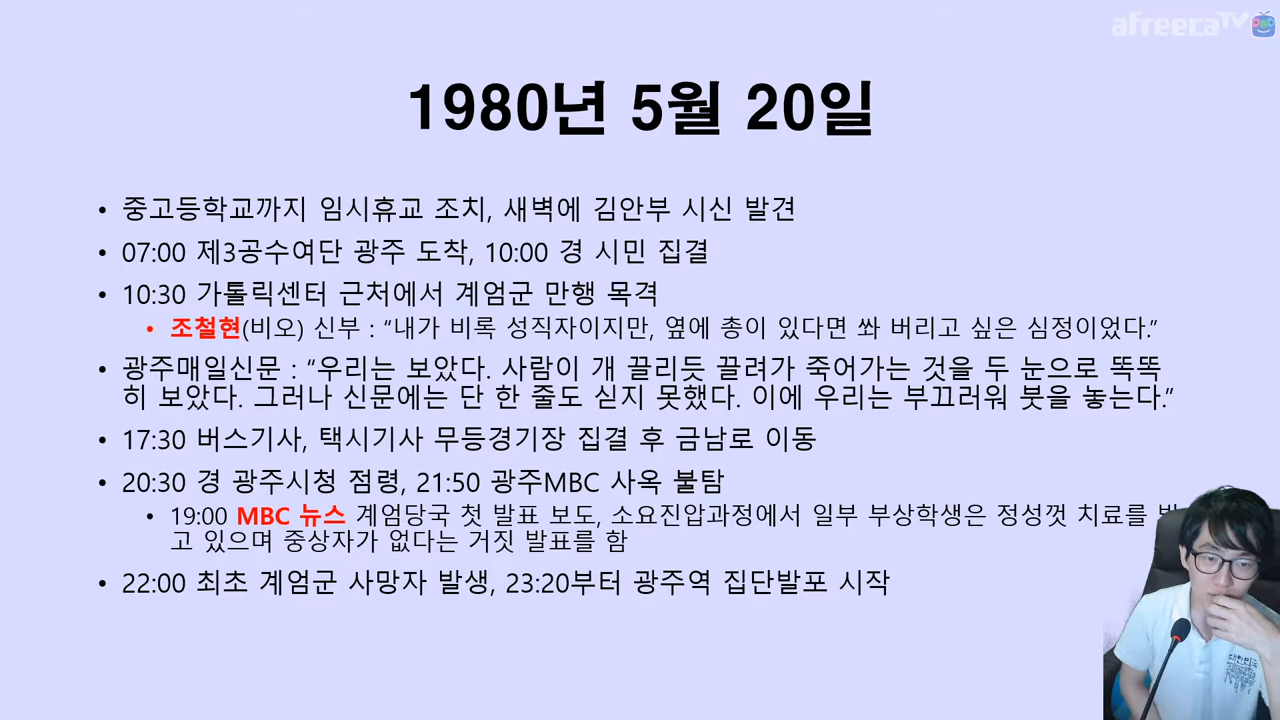 afreecaTV
1980년 5월 20일
• 중고등학교까지 임시휴교 조치, 새벽에 김안부 시신 발견
• 07:00 제3공수여단 광주 도착, 10:00 경 시민 집결
• 10:30 가톨릭센터 근처에서 계엄군 만행 목격
• 조철현(비오) 신부 : “내가 비록 성직자이지만, 옆에 총이 있다면 쏴 버리고 싶은 심정이었다.”
• 광주매일신문 : “우리는 보았다. 사람이 개 끌리듯 끌려가 죽어가는 것을 두 눈으로 똑똑
히 보았다. 그러나 신문에는 단 한 줄도 싣지 못했다. 이에 우리는 부끄러워 붓을 놓는다.”
• 17:30 버스기사, 택시기사 무등경기장 집결 후 금남로 이동
• 20:30 경 광주시청 점령, 21:50 광주MBC 사옥 불탐
• 19:00 MBC 뉴스 계엄당국 첫 발표 보도, 소요진압과정에서 일부 부상학생은 정성껏 치료를
고 있으며 중상자가 없다는 거짓 발표를 함
• 22:00 최초 계엄군 사망자 발생, 23:20부터 광주역 집단발포 시작
대한민국